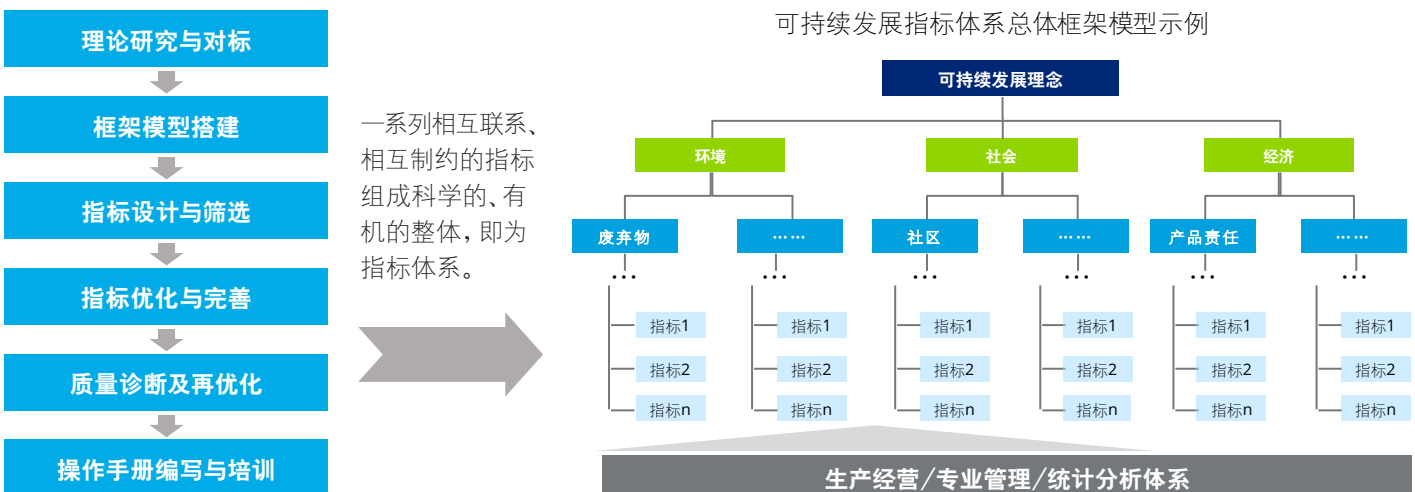 理论研究与对标
框架模型搭建
指标设计与筛选
指标优化与完善
质量诊断及再优化
操作手册编写与培训
一系列相互联系、
相互制约的指标
组成科学的、有
机的整体，即为
指标体系。
可持续发展指标体系总体框架模型示例
可持续发展理念
环境 社会 经济
废弃物 …… 社区 …… 产品责任 ……
... ... ... ... ... ...
指标1 指标1 指标1 指标1 指标1 指标1
指标2 指标2 指标2 指标2 指标2 指标2
指标n 指标n 指标n 指标n 指标n 指标n
生产经营/专业管理/统计分析体系